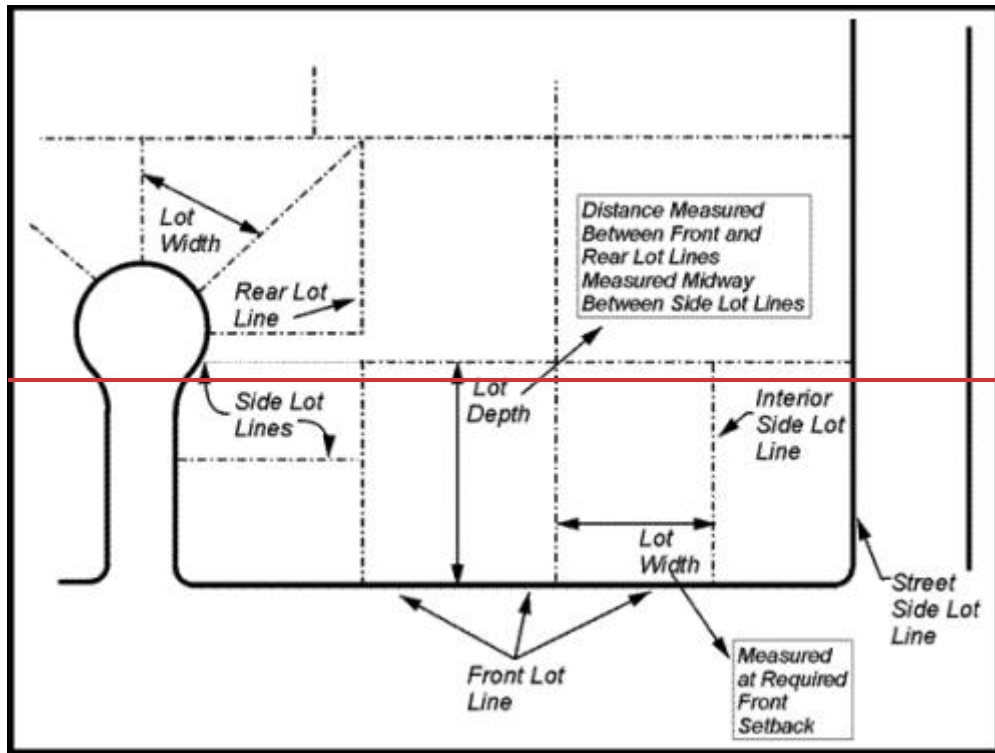 Lot
Width
Distance Measured
Between Front and
Rear Lot Lines
Measured Midway
Between Side Lot Lines
Rear Lot
Line
Side Lot
Lines
Lot
Depth
Interior
Side Lot
Line
Lot
Width
Street
Side Lot
Line
Front Lot
Line
Measured
at Required
Front
Setback